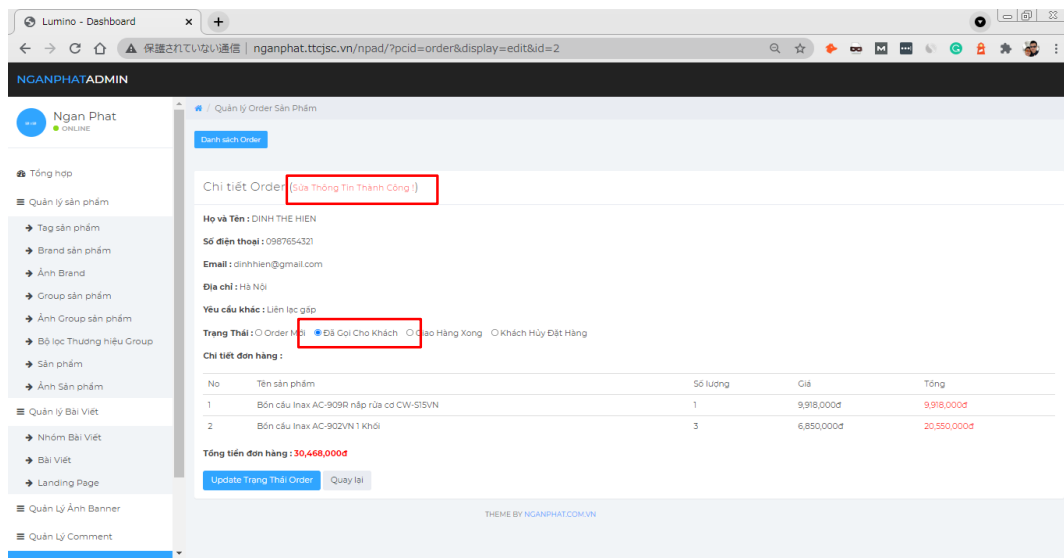 Lumino - Dashboard
保護されていない通信 | nganphat.ttcjsc.vn/npad/?pcid=order&display=edit&id=2
NGANPHATADMIN
Ngan Phat
ONLINE
Tổng hợp
Quản lý sản phẩm
Tag sản phẩm
Brand sản phẩm
Ảnh Brand
Group sản phẩm
Ảnh Group sản phẩm
Bộ lọc Thương hiệu Group
Sản phẩm
Ảnh Sản phẩm
Quản lý Bài Viết
Nhóm Bài Viết
Bài Viết
Landing Page
Quản Lý Ảnh Banner
Quản Lý Comment
/ Quản lý Order Sản Phẩm
Danh sách Order
Chi tiết Order (Sửa Thông Tin Thành Công !)
Họ và Tên : DINH THE HIEN
Số điện thoại : 0987654321
Email : dinhhien@gmail.com
Địa chỉ : Hà Nội
Yêu cầu khác : Liên lạc gấp
Trạng Thái : Order Mới Đã Gọi Cho Khách Giao Hàng Xong Khách Hủy Đặt Hàng
Chi tiết đơn hàng :
No Tên sản phẩm Số lượng Giá Tổng
1 Bồn cầu Inax AC-909R nắp rửa cơ CW-S15VN 1 9,918,000đ 9,918,000đ
2 Bồn cầu Inax AC-902VN 1 Khối 3 6,850,000đ 20,550,000đ
Tổng tiền đơn hàng : 30,468,000đ
Update Trạng Thái Order Quay lại
THEME BY NGANPHAT.COM.VN